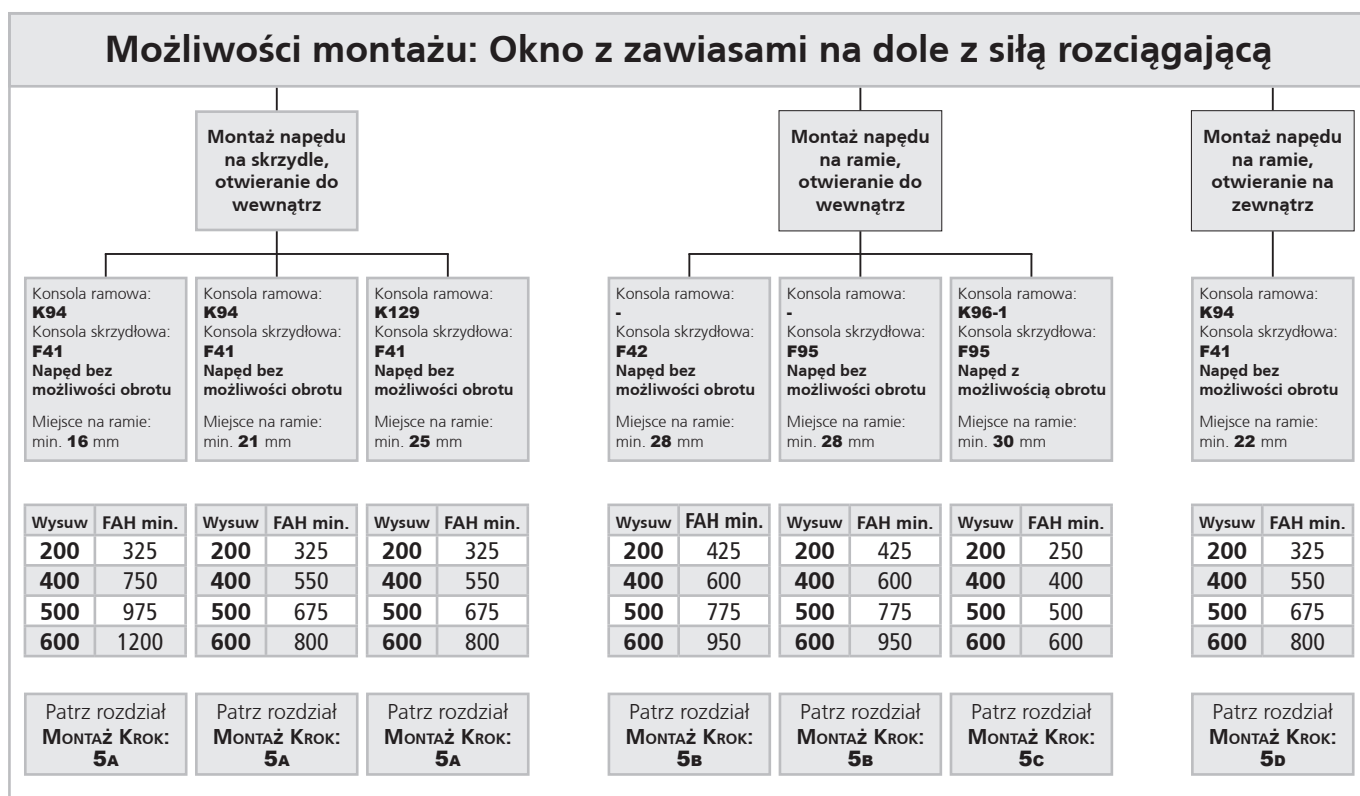 Możliwości montażu: Okno z zawiasami na dole z siłą rozciągającą
Montaż napędu
na skrzydle,
otwieranie do
wewnątrz
Montaż napędu
na ramie,
otwieranie do
wewnątrz
Montaż napędu
na ramie,
otwieranie na
zewnątrz
Konsola ramowa:
K94
Konsola skrzydłowa:
F41
Napęd bez
możliwości obrotu
Miejsce na ramie:
min. 16 mm
Konsola ramowa:
K94
Konsola skrzydłowa:
F41
Napęd bez
możliwości obrotu
Miejsce na ramie:
min. 21 mm
Konsola ramowa:
K129
Konsola skrzydłowa:
F41
Napęd bez
możliwości obrotu
Miejsce na ramie:
min. 25 mm
Konsola ramowa:
-
Konsola skrzydłowa:
F42
Napęd bez
możliwości obrotu
Miejsce na ramie:
min. 28 mm
Konsola ramowa:
-
Konsola skrzydłowa:
F95
Napęd bez
możliwości obrotu
Miejsce na ramie:
min. 28 mm
Konsola ramowa:
K96-1
Konsola skrzydłowa:
F95
Napęd z
możliwością obrotu
Miejsce na ramie:
min. 30 mm
Konsola ramowa:
K94
Konsola skrzydłowa:
F41
Napęd bez
możliwości obrotu
Miejsce na ramie:
min. 22 mm
Wysuw FAH min.
200 325
400 750
500 975
600 1200
Wysuw FAH min.
200 325
400 550
500 675
600 800
Wysuw FAH min.
200 325
400 550
500 675
600 800
Wysuw FAH min.
200 425
400 600
500 775
600 950
Wysuw FAH min.
200 425
400 600
500 775
600 950
Wysuw FAH min.
200 250
400 400
500 500
600 600
Wysuw FAH min.
200 325
400 550
500 675
600 800
Patrz rozdział
MONTAŻ KROK:
5A
Patrz rozdział
MONTAŻ KROK:
5A
Patrz rozdział
MONTAŻ KROK:
5A
Patrz rozdział
MONTAŻ KROK:
5B
Patrz rozdział
MONTAŻ KROK:
5B
Patrz rozdział
MONTAŻ KROK:
5C
Patrz rozdział
MONTAŻ KROK:
5D